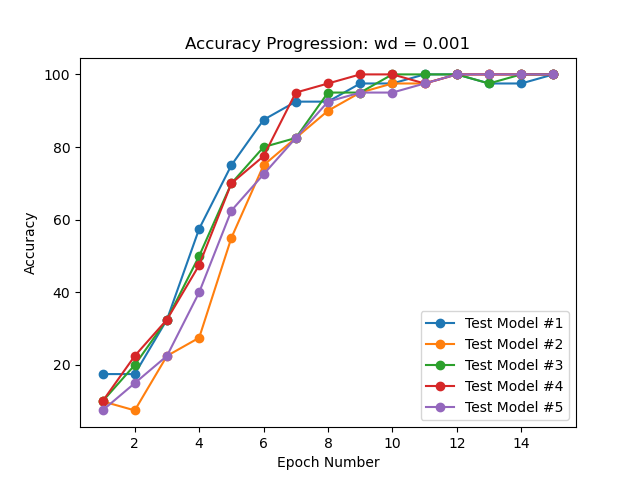 Accuracy Progression: wd = 0.001
100
80
60
40
20
Accuracy
2 4 6 8 10 12 14
Epoch Number
Test Model #1
Test Model #2
Test Model #3
Test Model #4
Test Model #5